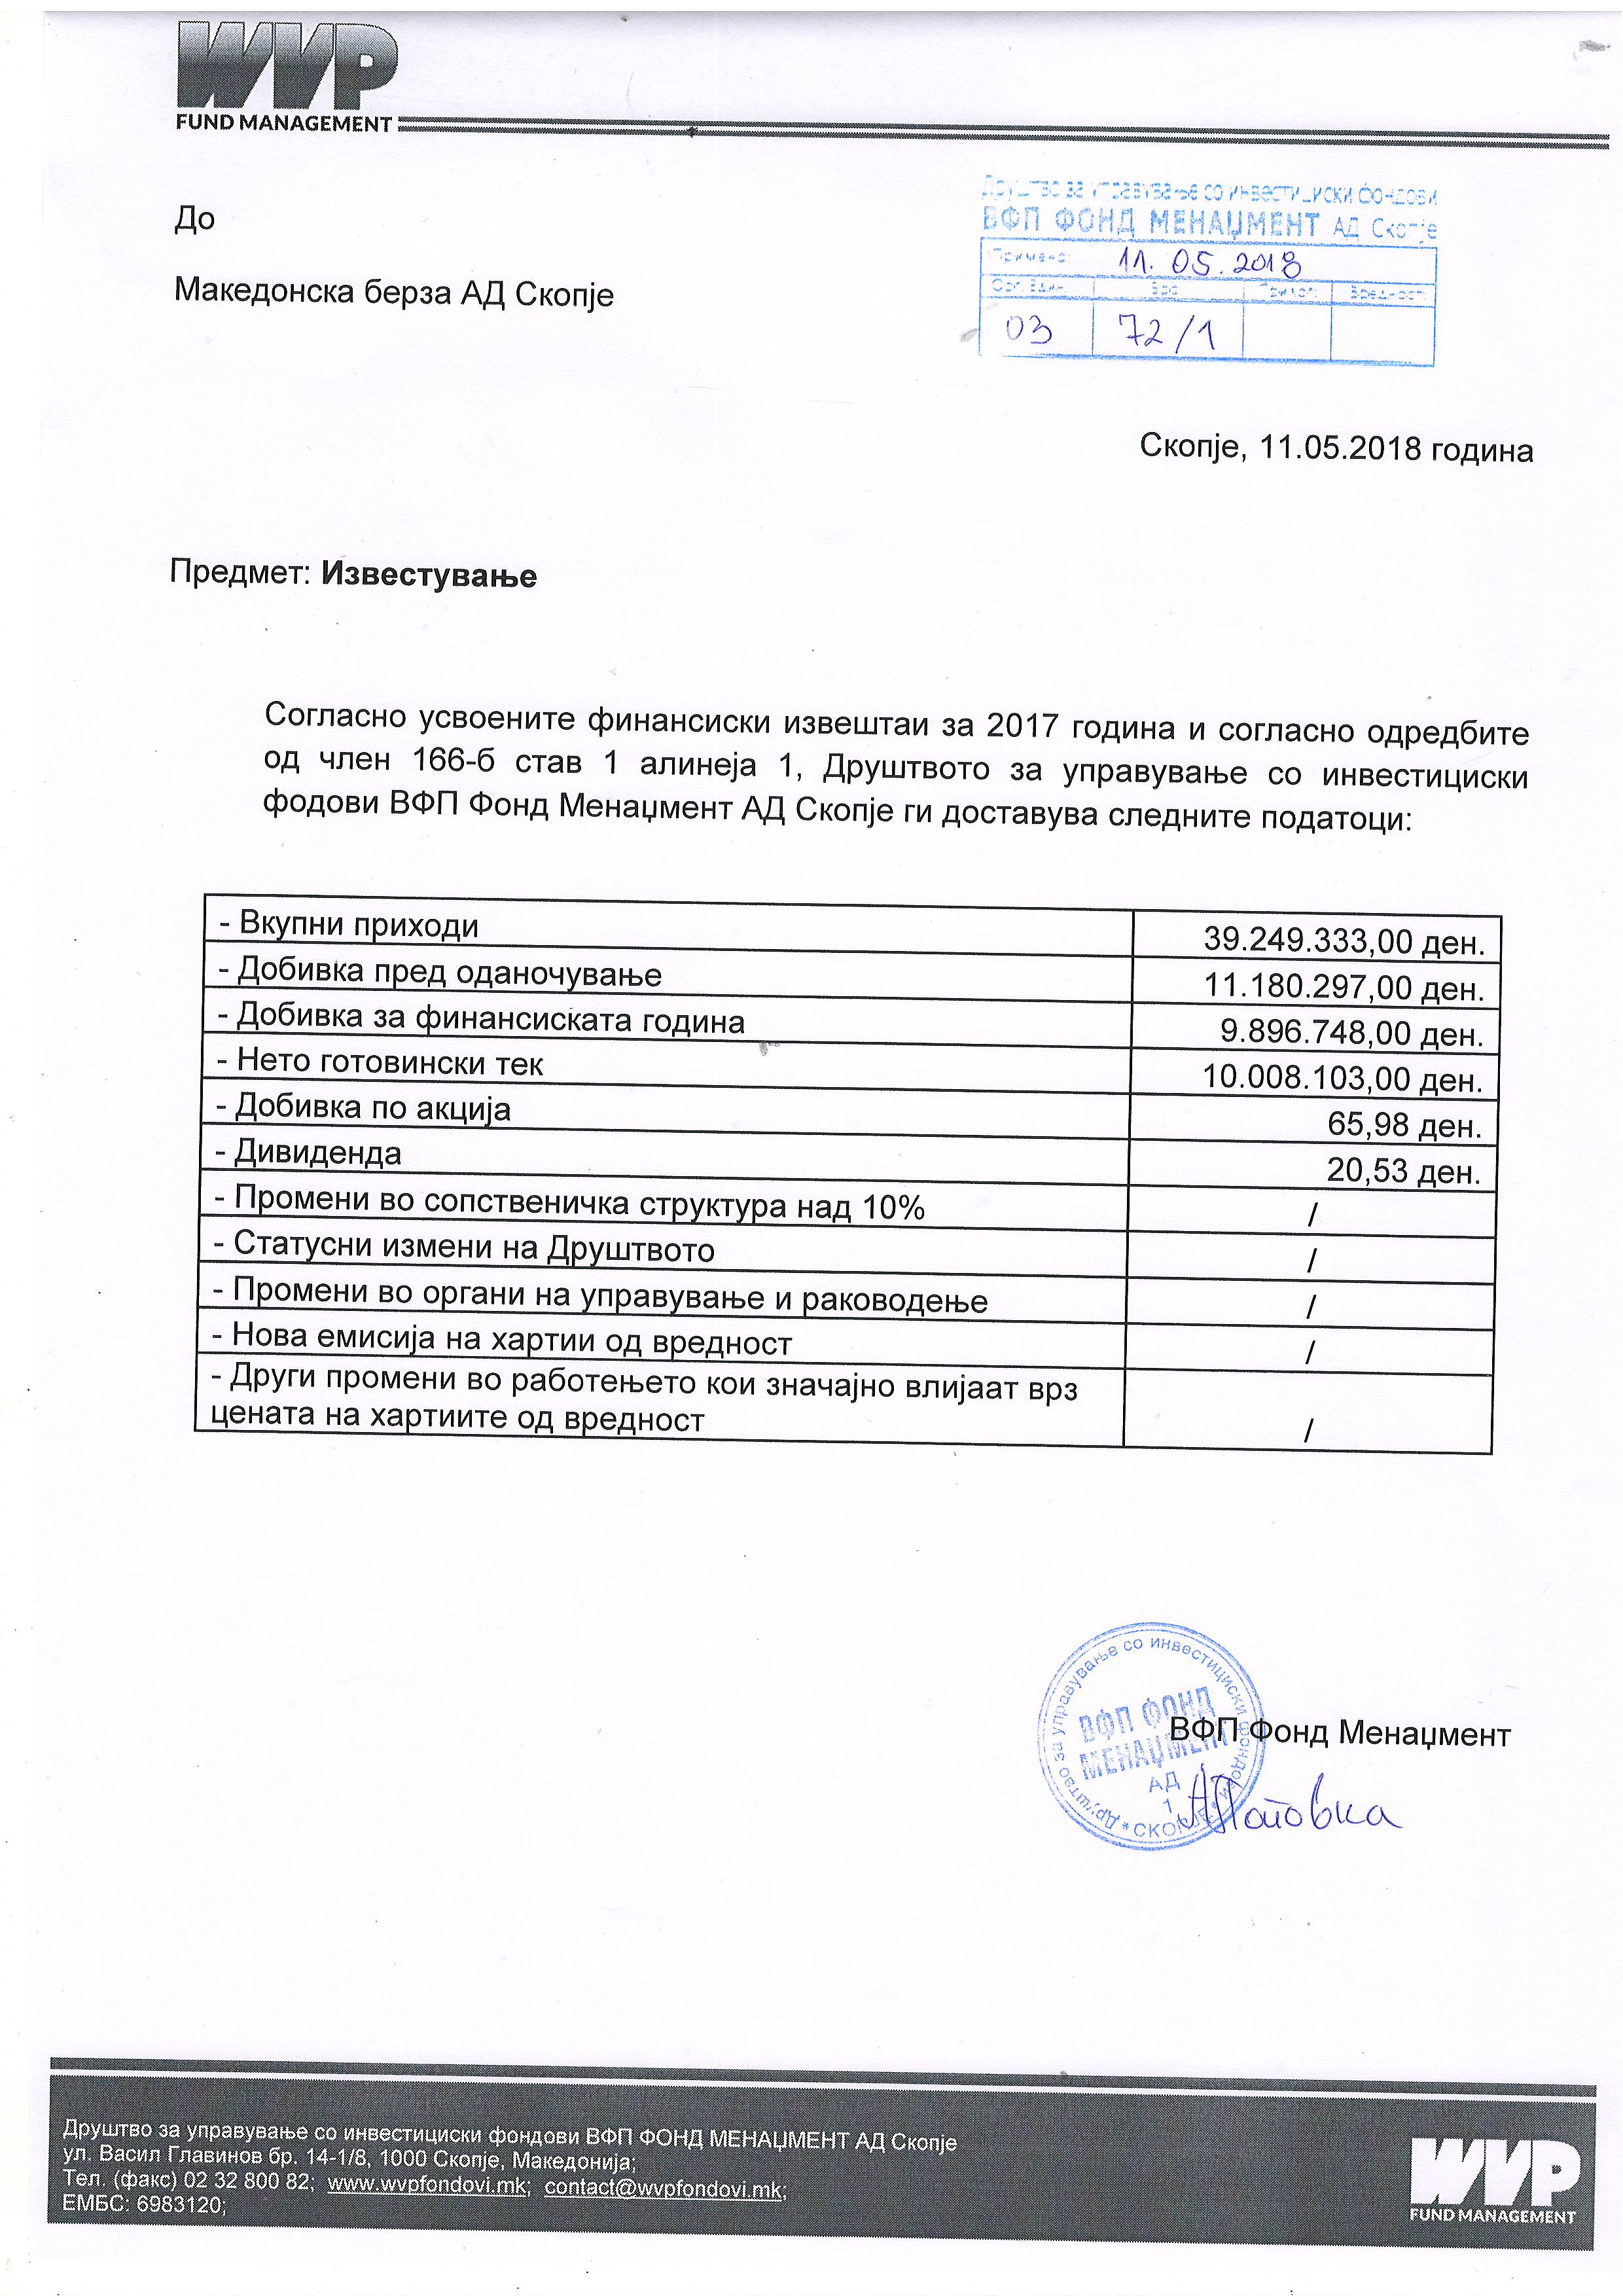 WVP
FUND MANAGEMENT
Друштво за управување со инвестициски фондови
ВФП ФОНД МЕНАЏМЕНТ АД Скопје
Примено: 11. 05. 2018
Орг. Един. Број Прилог Вредност
03 72/1
До
Македонска берза АД Скопје
Скопје, 11.05.2018 година
Предмет: Известување
Согласно усвоените финансиски извештаи за 2017 година и согласно одредбите
од член 166-б став 1 алинеја 1, Друштвото за управување со инвестициски
фодови ВФП Фонд Менаџмент АД Скопје ги доставува следните податоци:
- Вкупни приходи 39.249.333,00 ден.
- Добивка пред оданочување 11.180.297,00 ден.
- Добивка за финансиската година 9.896.748,00 ден.
- Нето готовински тек 10.008.103,00 ден.
- Добивка по акција 65,98 ден.
- Дивиденда 20,53 ден.
- Промени во сопственичка структура над 10% /
- Статусни измени на Друштвото /
- Промени во органи на управување и раководење /
- Нова емисија на хартии од вредност /
- Други промени во работењето кои значајно влијаат врз
цената на хартиите од вредност /
Друштво за управување со инвестициски фондови * СКОПЈЕ *
ВФП ФОНД
МЕНАЏМЕНТ
АД
1
ВФП Фонд Менаџмент
Друштво за управување со инвестициски фондови ВФП ФОНД МЕНАЏМЕНТ АД Скопје
ул. Васил Главинов бр. 14-1/8, 1000 Скопје, Македонија;
Тел. (факс) 02 32 800 82; www.wvpfondovi.mk; contact@wvpfondovi.mk;
ЕМБС: 6983120;
WVP
FUND MANAGEMENT